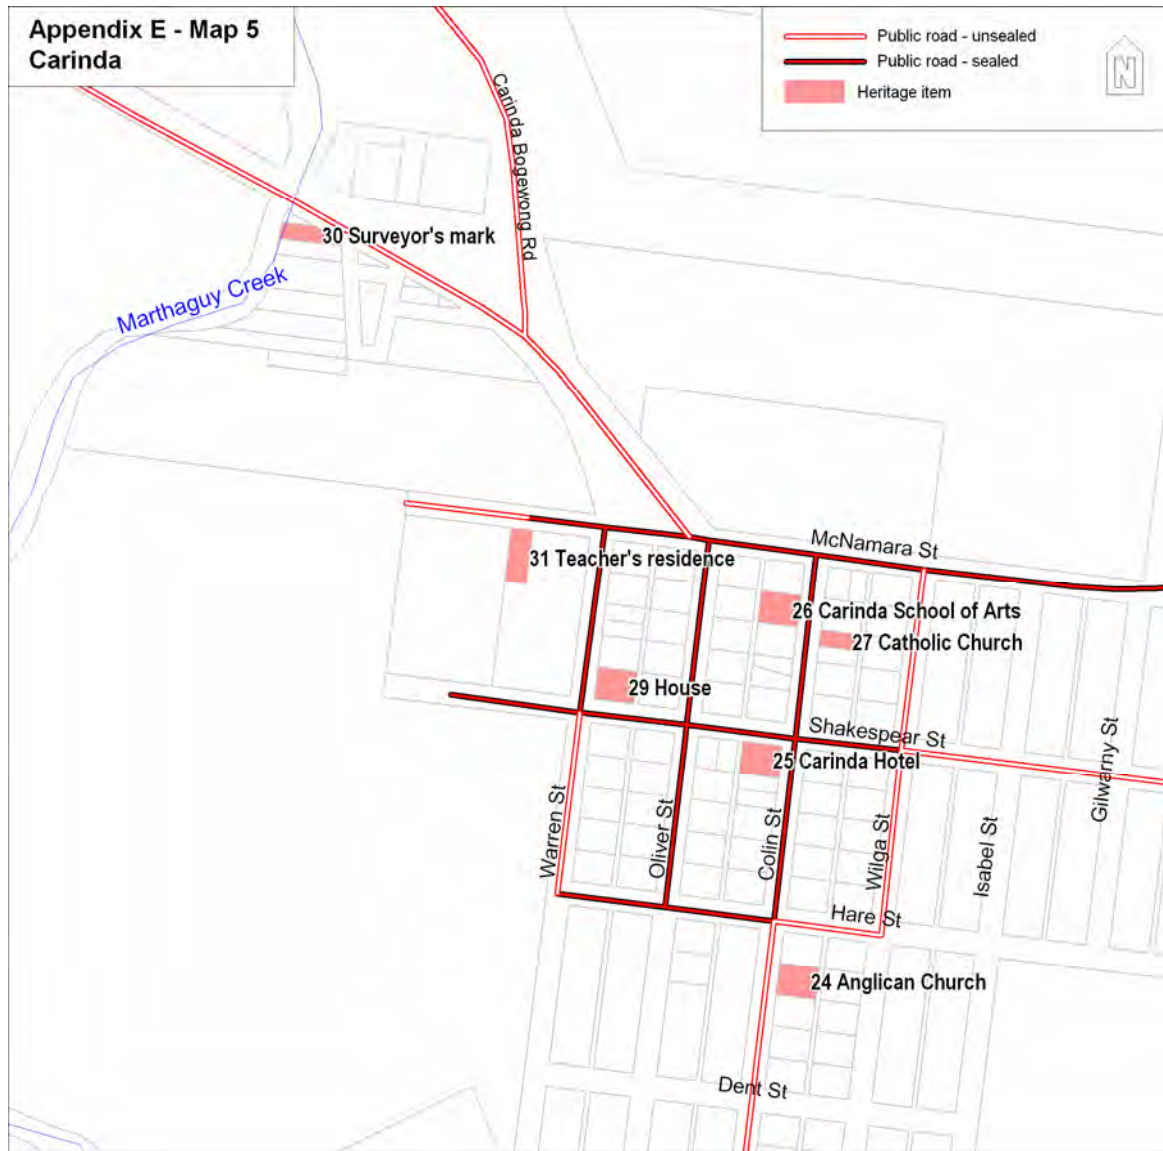 Appendix E - Map 5
Carinda
Public road - unsealed
Public road - sealed
Heritage item
N
Carinda Bogewong Rd
30 Surveyor's mark
Marthaguy Creek
McNamara St
31 Teacher's residence
26 Carinda School of Arts
27 Catholic Church
29 House
Shakespear St
25 Carinda Hotel
Gilwarny St
Warren St
Oliver St
Colin St
Wilga St
Isabel St
Hare St
24 Anglican Church
Dent St